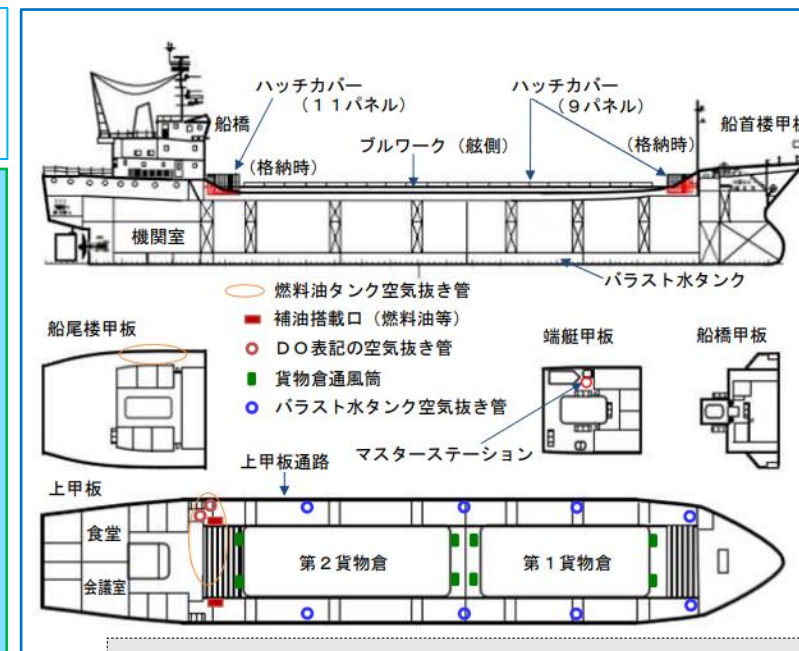 ハッチカバー
(11パネル)
ハッチカバー
(9パネル)
船橋
ブルワーク(舷側)
(格納時)
(格納時)
船首楼甲板
機関室
バラスト水タンク
燃料油タンク空気抜き管
補油搭載口(燃料油等)
DO表記の空気抜き管
貨物倉通風筒
バラスト水タンク空気抜き管
船尾楼甲板
端艇甲板
船橋甲板
マスターステーション
上甲板通路
上甲板
食堂
会議室
第2貨物倉
第1貨物倉